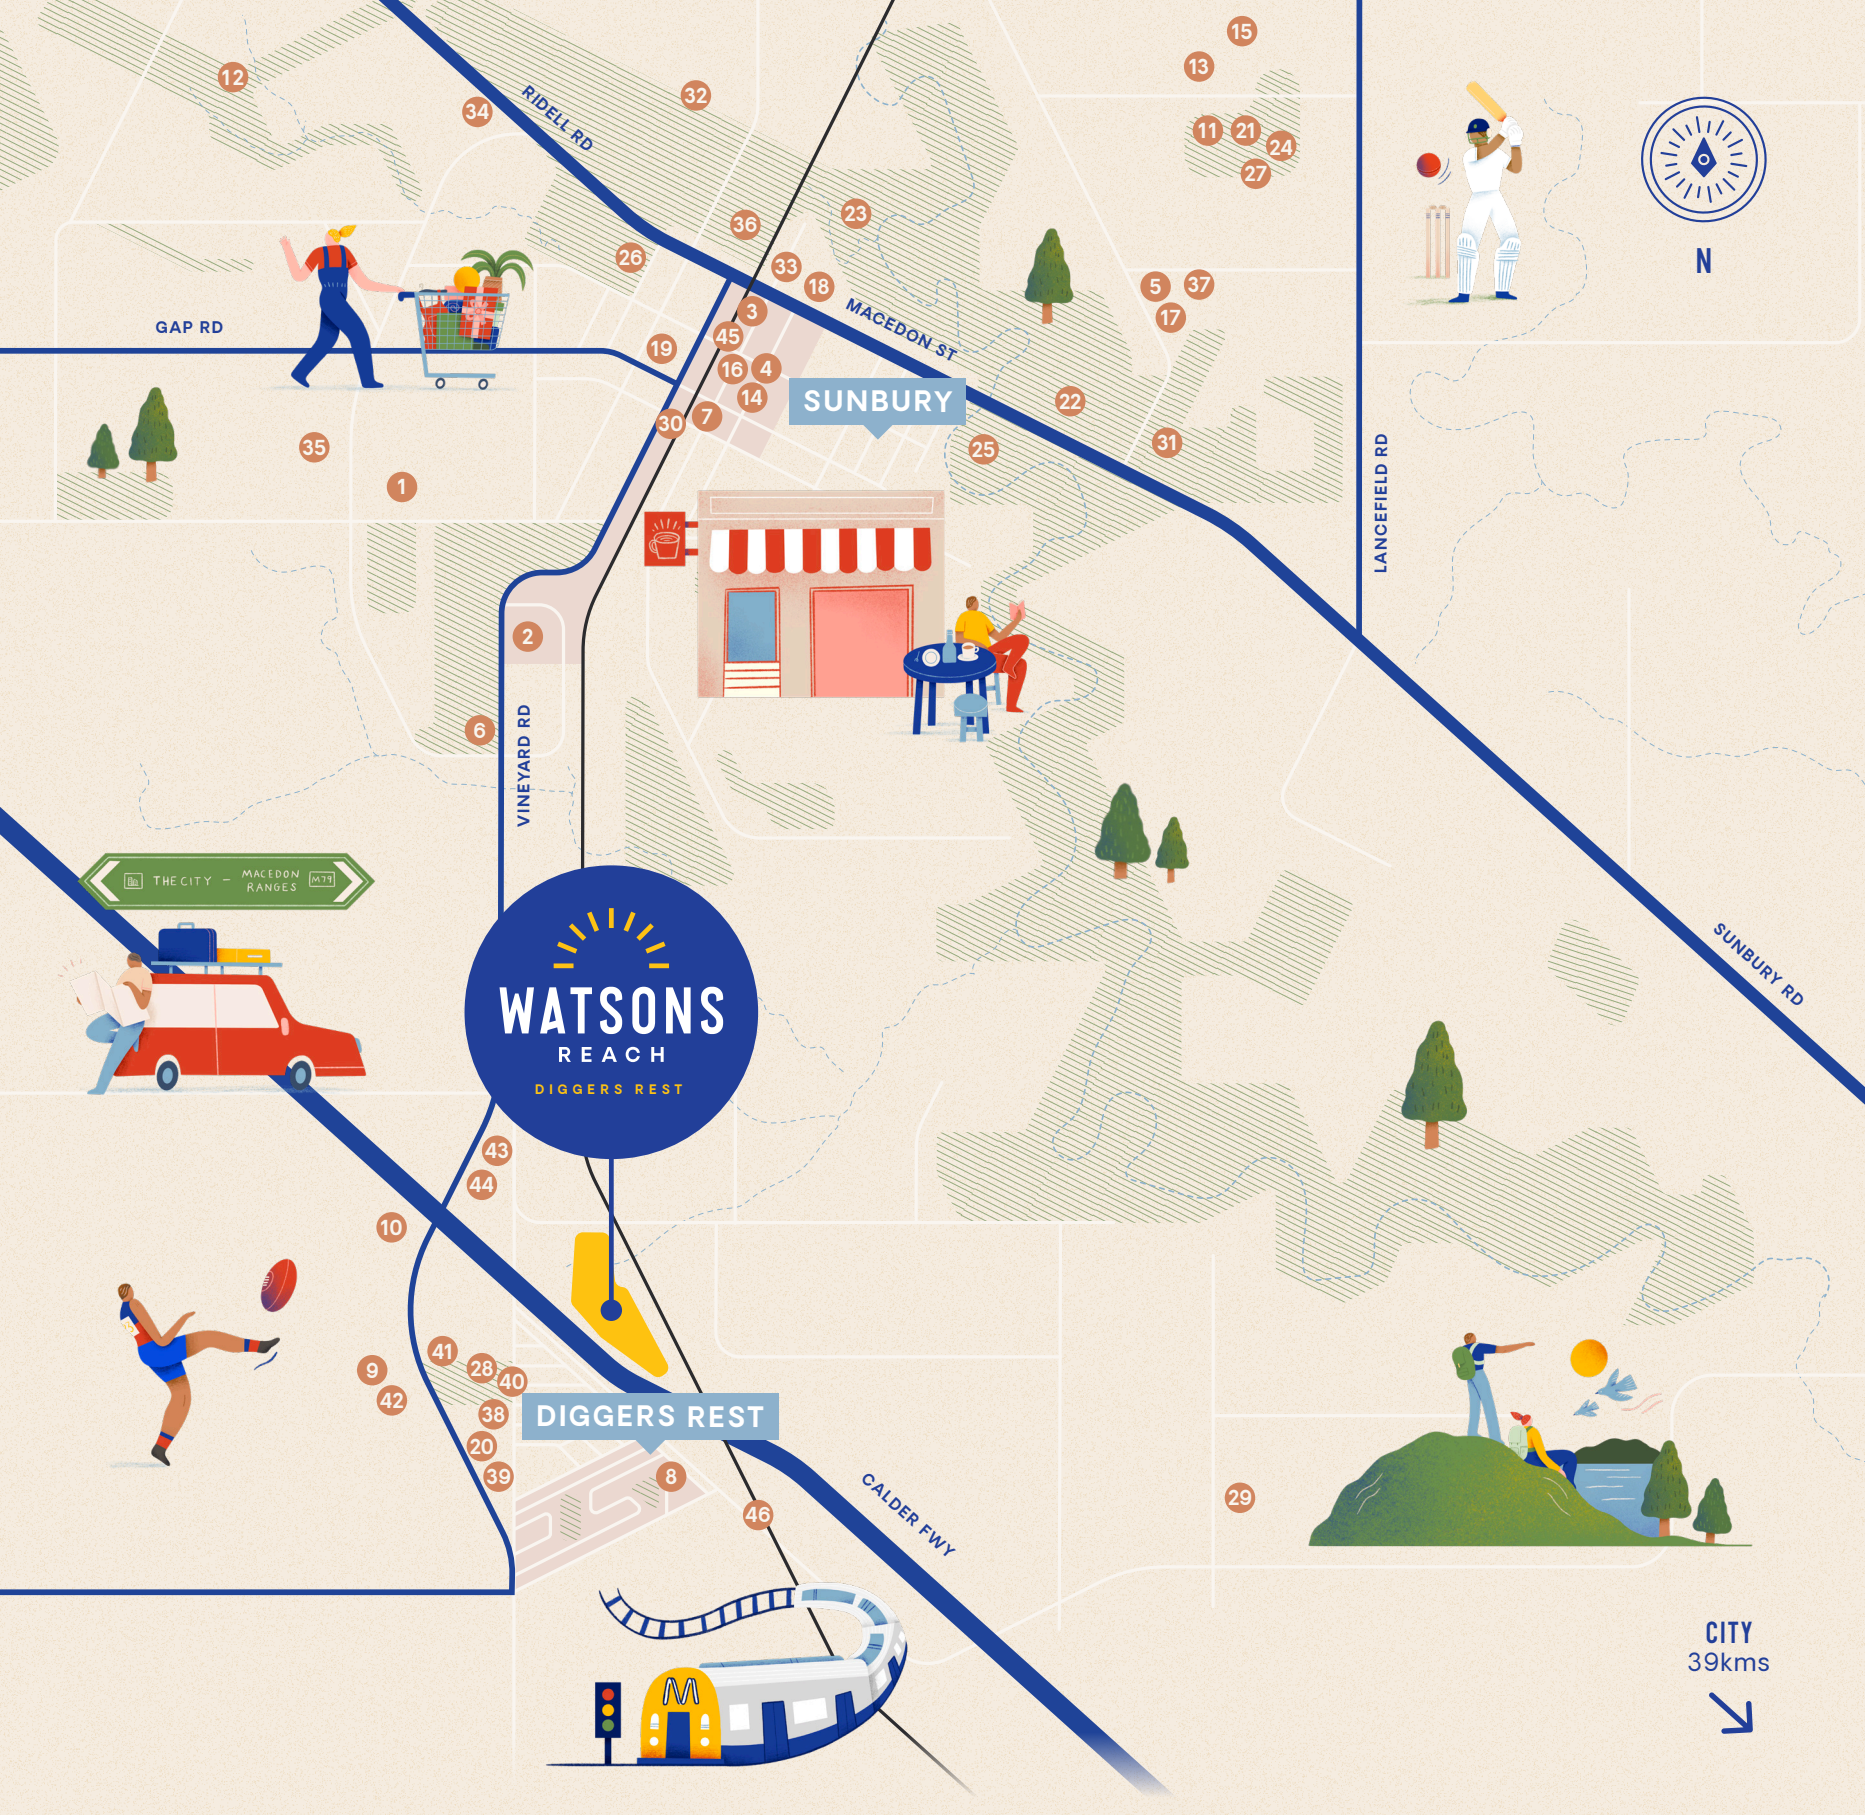 15
13
12
32
34
RIDELL RD
11
21
24
27
23
36
26
33
18
N
GAP RD
5
37
17
3
MACEDON ST
45
19
16
4
14
SUNBURY
7
30
22
25
31
35
1
LANCEFIELD RD
2
6
VINEYARD RD
THE CITY – MACEDON
RANGES
M79
SUNBURY RD
WATSONS
REACH
DIGGERS REST
43
44
10
41
9
28
40
42
38
DIGGERS REST
20
39
8
46
CALDER FWY
29
CITY
39kms
M